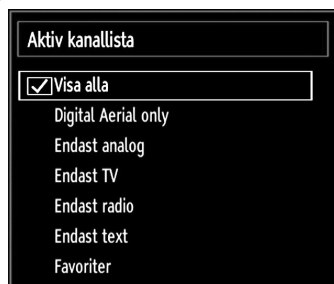 Aktiv kanallista
Visa alla
Digital Aerial only
Endast analog
Endast TV
Endast radio
Endast text
Favoriter